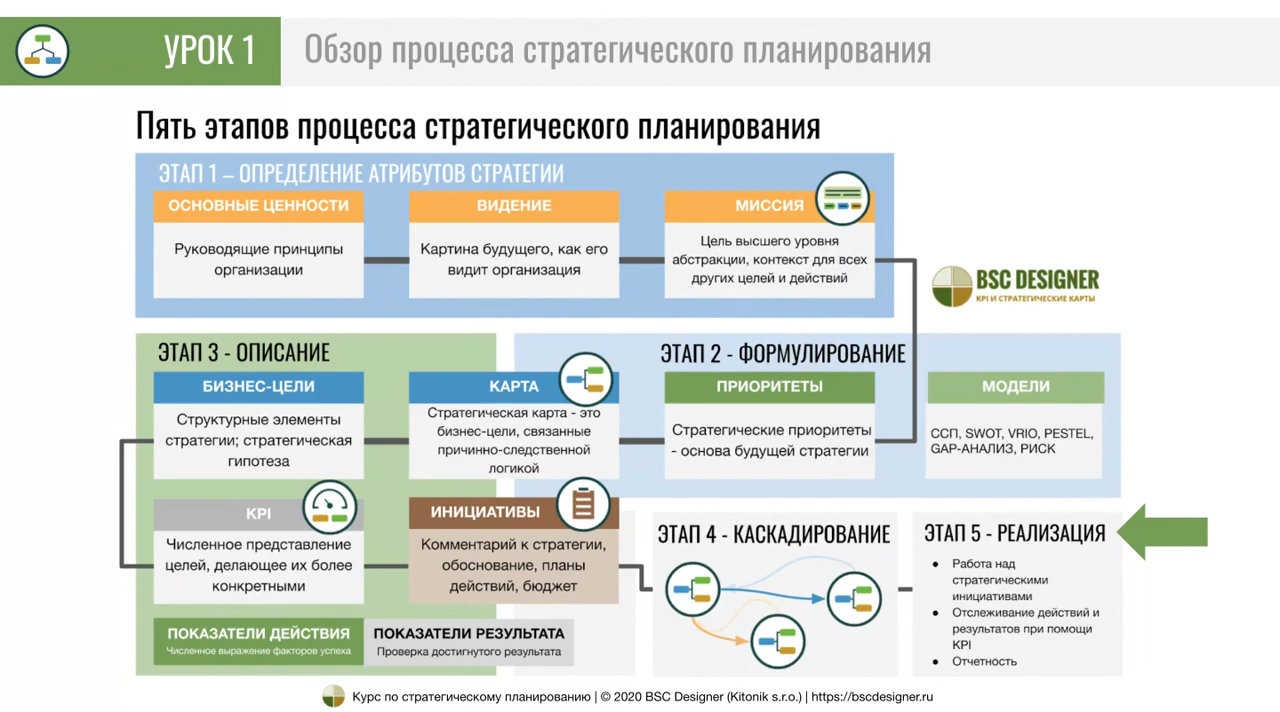 УРОК 1
Обзор процесса стратегического планирования
Пять этапов процесса стратегического планирования
ЭТАП 1 – ОПРЕДЕЛЕНИЕ АТРИБУТОВ СТРАТЕГИИ
ОСНОВНЫЕ ЦЕННОСТИ
Руководящие принципы
организации
ВИДЕНИЕ
Картина будущего, как его
видит организация
МИССИЯ
Цель высшего уровня
абстракции, контекст для всех
других целей и действий
BSC DESIGNER
KPI И СТРАТЕГИЧЕСКИЕ КАРТЫ
ЭТАП 2 - ФОРМУЛИРОВАНИЕ
МОДЕЛИ
ССП, SWOT, VRIO, PESTEL,
GAP-АНАЛИЗ, РИСК
ПРИОРИТЕТЫ
Стратегические приоритеты
- основа будущей стратегии
КАРТА
Стратегическая карта - это
бизнес-цели, связанные
причинно-следственной
логикой
ЭТАП 3 - ОПИСАНИЕ
БИЗНЕС-ЦЕЛИ
Структурные элементы
стратегии; стратегическая
гипотеза
KPI
Численное представление
целей, делающее их более
конкретными
ИНИЦИАТИВЫ
Комментарий к стратегии,
обоснование, планы
действий, бюджет
ПОКАЗАТЕЛИ ДЕЙСТВИЯ
Численное выражение факторов успеха
ПОКАЗАТЕЛИ РЕЗУЛЬТАТА
Проверка достигнутого результата
ЭТАП 4 - КАСКАДИРОВАНИЕ
ЭТАП 5 - РЕАЛИЗАЦИЯ
● Работа над
стратегическими
инициативами
● Отслеживание действий и
результатов при помощи
KPI
● Отчетность
Курс по стратегическому планированию | © 2020 BSC Designer (Kitonik s.r.o.) | https://bscdesigner.ru